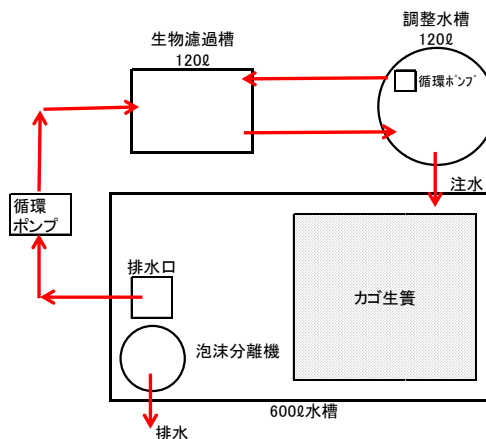 生物濾過槽
120ℓ
調整水槽
120ℓ
循環ポンプ
注水
循環
ポンプ
排水口
カゴ生簀
泡沫分離機
600ℓ水槽
排水